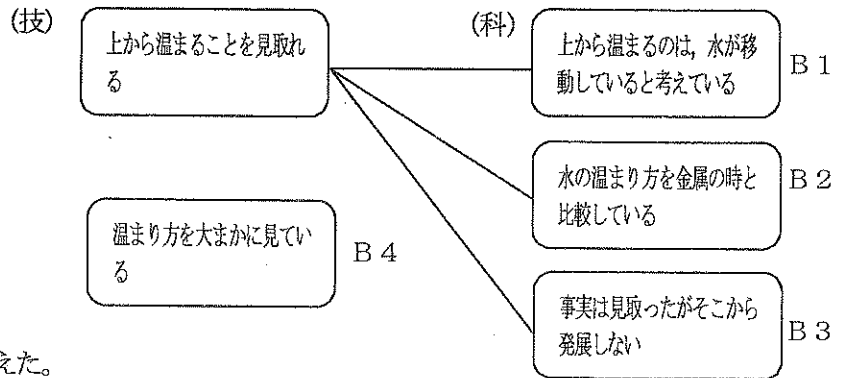 (技)
上から温まることを見取れ
る
(科)
上から温まるのは，水が移
動していると考えている
B1
水の温まり方を金属の時と
比較している
B2
温まり方を大まかに見てい
る
B4
事実は見取ったがそこから
発展しない
B3
えた。